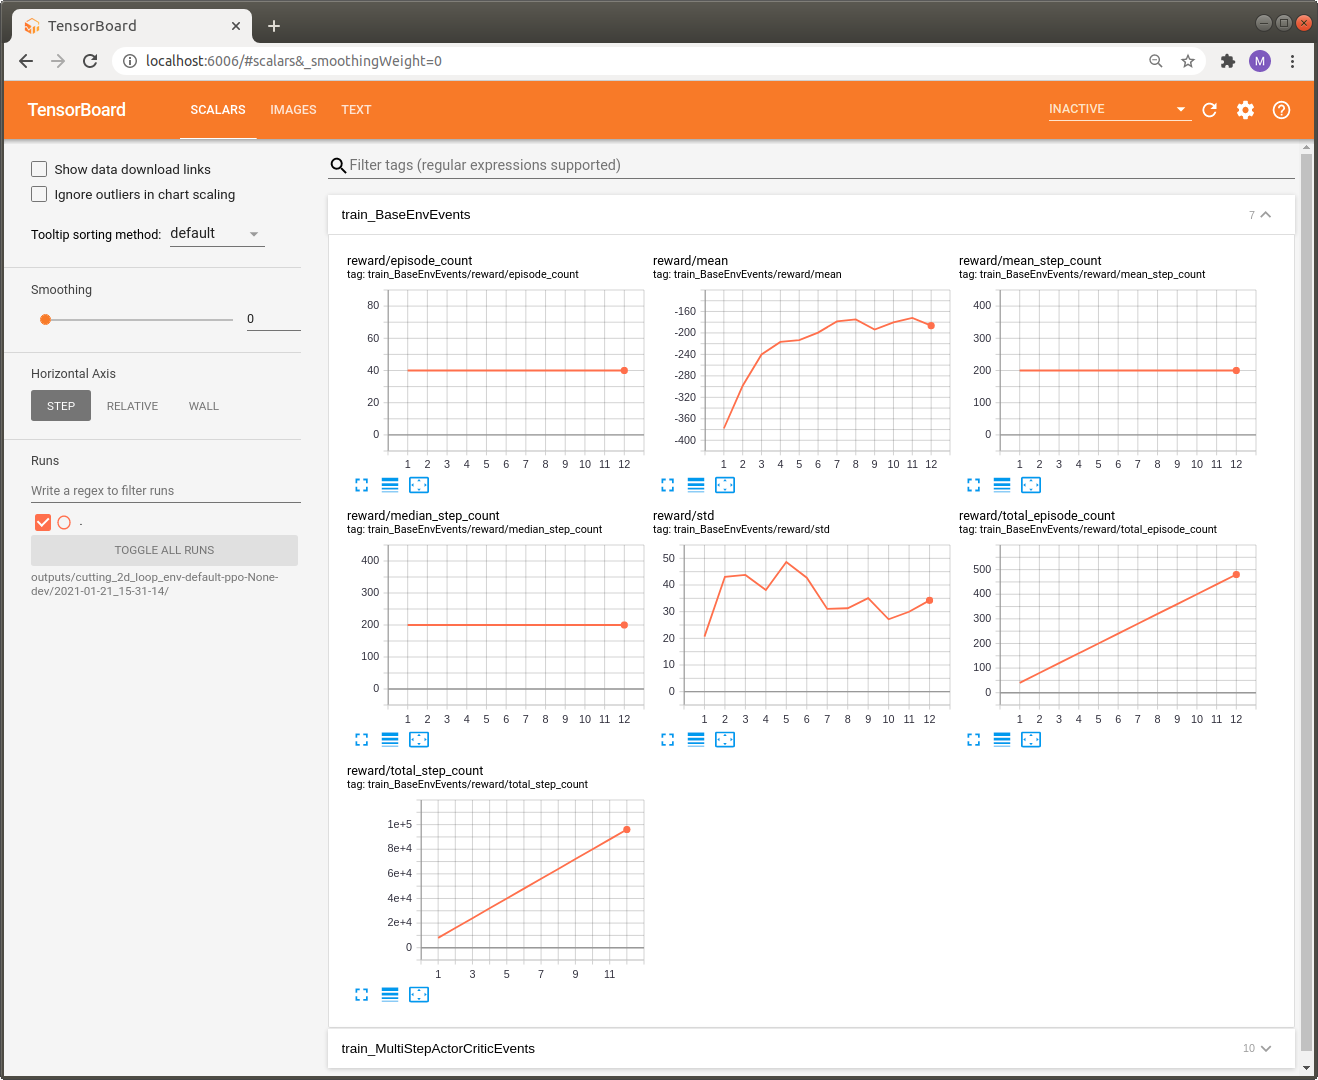 TensorBoard
localhost:6006/#scalars&_smoothingWeight=0
M
TensorBoard
SCALARS
IMAGES
TEXT
INACTIVE
Show data download links
Ignore outliers in chart scaling
Tooltip sorting method: default
Smoothing
0
Horizontal Axis
STEP
RELATIVE
WALL
Runs
Write a regex to filter runs
.
TOGGLE ALL RUNS
outputs/cutting_2d_loop_env-default-ppo-None-
dev/2021-01-21_15-31-14/
Filter tags (regular expressions supported)
train_BaseEnvEvents
7
reward/episode_count
tag: train_BaseEnvEvents/reward/episode_count
80
60
40
20
0
1 2 3 4 5 6 7 8 9 10 11 12
reward/mean
tag: train_BaseEnvEvents/reward/mean
-160
-200
-240
-280
-320
-360
-400
1 2 3 4 5 6 7 8 9 10 11 12
reward/mean_step_count
tag: train_BaseEnvEvents/reward/mean_step_count
400
300
200
100
0
1 2 3 4 5 6 7 8 9 10 11 12
reward/median_step_count
tag: train_BaseEnvEvents/reward/median_step_count
400
300
200
100
0
1 2 3 4 5 6 7 8 9 10 11 12
reward/std
tag: train_BaseEnvEvents/reward/std
50
40
30
20
10
0
1 2 3 4 5 6 7 8 9 10 11 12
reward/total_episode_count
tag: train_BaseEnvEvents/reward/total_episode_count
500
400
300
200
100
0
1 2 3 4 5 6 7 8 9 10 11 12
reward/total_step_count
tag: train_BaseEnvEvents/reward/total_step_count
1e+5
8e+4
6e+4
4e+4
2e+4
0
1 3 5 7 9 11
train_MultiStepActorCriticEvents
10